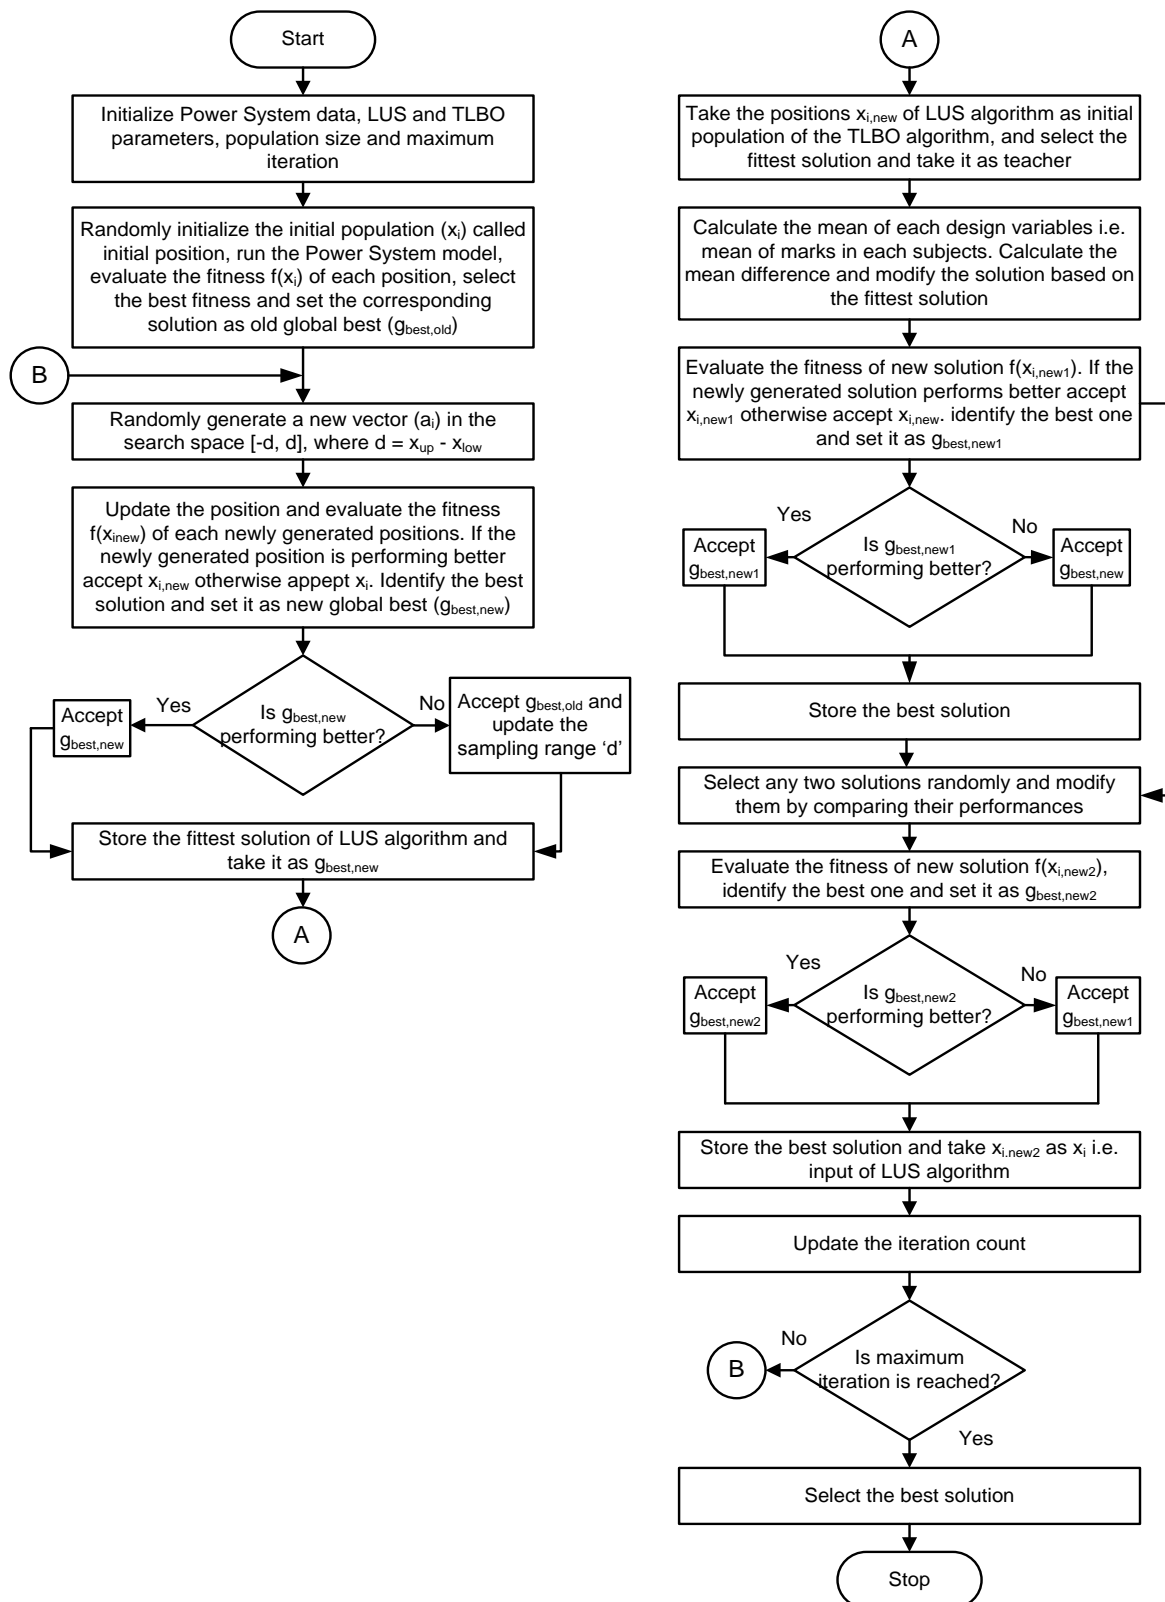 Start
Initialize Power System data, LUS and TLBO
parameters, population size and maximum
iteration
Randomly initialize the initial population (xi) called
initial position, run the Power System model,
evaluate the fitness f(xi) of each position, select
the best fitness and set the corresponding
solution as old global best (gbest,old)
B
Randomly generate a new vector (ai) in the
search space [-d, d], where d = xup - xlow
Update the position and evaluate the fitness
f(xinew) of each newly generated positions. If the
newly generated position is performing better
accept xi,new otherwise appept xi. Identify the best
solution and set it as new global best (gbest,new)
Yes
No
Accept
gbest,new
Is gbest,new
performing better?
Accept gbest,old and
update the
sampling range ‘d’
Store the fittest solution of LUS algorithm and
take it as gbest,new
A
A
Take the positions xi,new of LUS algorithm as initial
population of the TLBO algorithm, and select the
fittest solution and take it as teacher
Calculate the mean of each design variables i.e.
mean of marks in each subjects. Calculate the
mean difference and modify the solution based on
the fittest solution
Evaluate the fitness of new solution f(xi,new1). If the
newly generated solution performs better accept
xi,new1 otherwise accept xi,new. identify the best one
and set it as gbest,new1
Yes
No
Accept
gbest,new1
Is gbest,new1
performing better?
Accept
gbest,new
Store the best solution
Select any two solutions randomly and modify
them by comparing their performances
Evaluate the fitness of new solution f(xi,new2),
identify the best one and set it as gbest,new2
Yes
No
Accept
gbest,new2
Is gbest,new2
performing better?
Accept
gbest,new1
Store the best solution and take xi.new2 as xi i.e.
input of LUS algorithm
Update the iteration count
No
B
Is maximum
iteration is reached?
Yes
Select the best solution
Stop